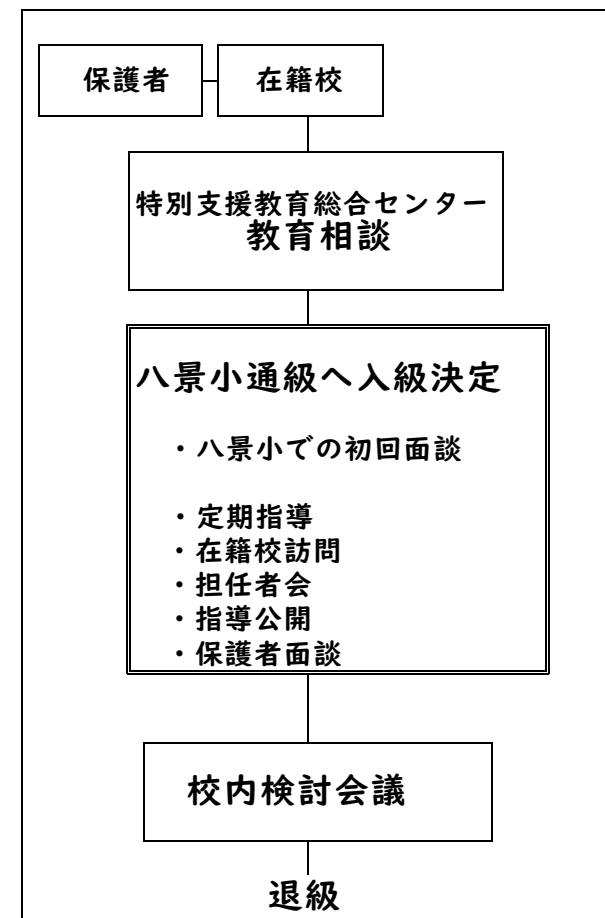 保護者
在籍校
特別支援教育総合センター
教育相談
八景小通級へ入級決定
・八景小での初回面談
・定期指導
・在籍校訪問
・担任者会
・指導公開
・保護者面談
校内検討会議
退級